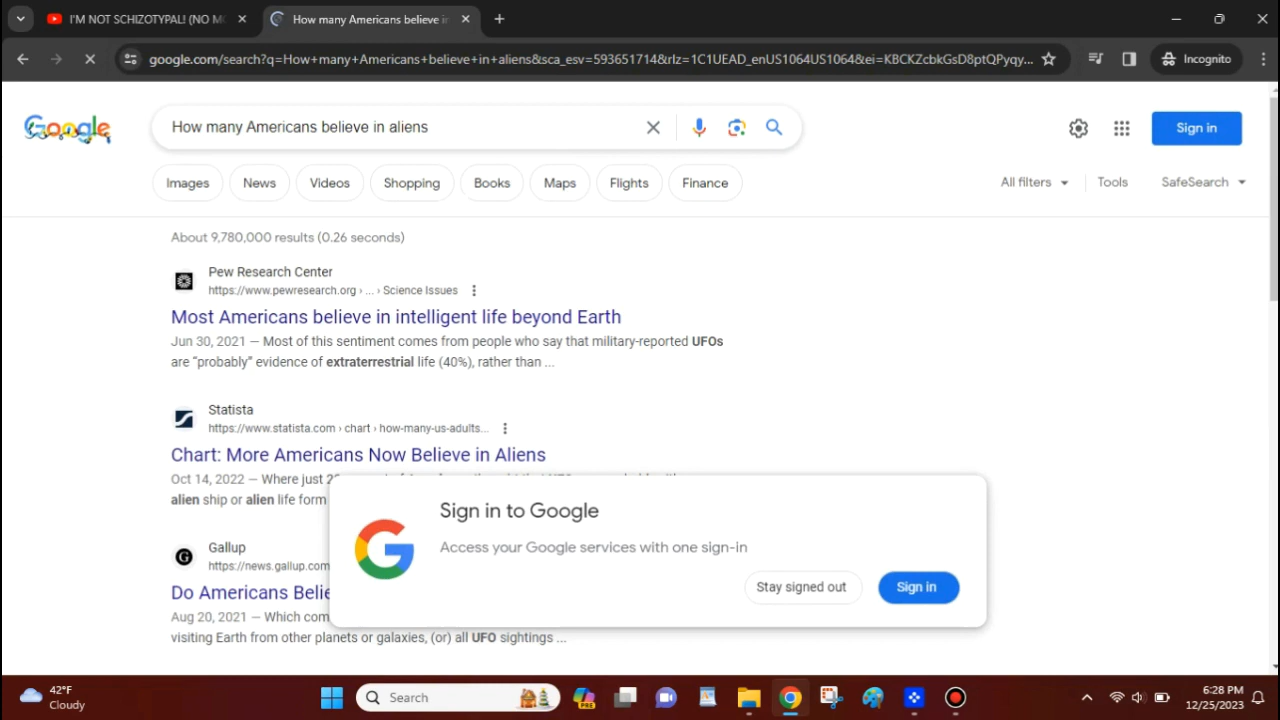 I'M NOT SCHIZOTYPAL! (NO M
How many Americans believe in
google.com/search?q=How+many+Americans+believe+in+aliens&sca_esv=593651714&rlz=1C1UEAD_enUS1064US1064&ei=KBCKZcbkGsD8ptQPyqy...
Incognito
Google
How many Americans believe in aliens
Sign in
Images
News
Videos
Shopping
Books
Maps
Flights
Finance
All filters
Tools
SafeSearch
About 9,780,000 results (0.26 seconds)
Pew Research Center
https://www.pewresearch.org › ... › Science Issues
Most Americans believe in intelligent life beyond Earth
Jun 30, 2021 — Most of this sentiment comes from people who say that military-reported UFOs
are “probably” evidence of extraterrestrial life (40%), rather than ...
Statista
https://www.statista.com › chart › how-many-us-adults...
Chart: More Americans Now Believe in Aliens
Oct 14, 2022 — Where just 2
alien ship or alien life form
Gallup
https://news.gallup.com
Do Americans Belie
Aug 20, 2021 — Which com
visiting Earth from other planets or galaxies, (or) all UFO sightings ...
Sign in to Google
Access your Google services with one sign-in
Stay signed out
Sign in
42°F
Cloudy
Search
PRE
6:28 PM
12/25/2023